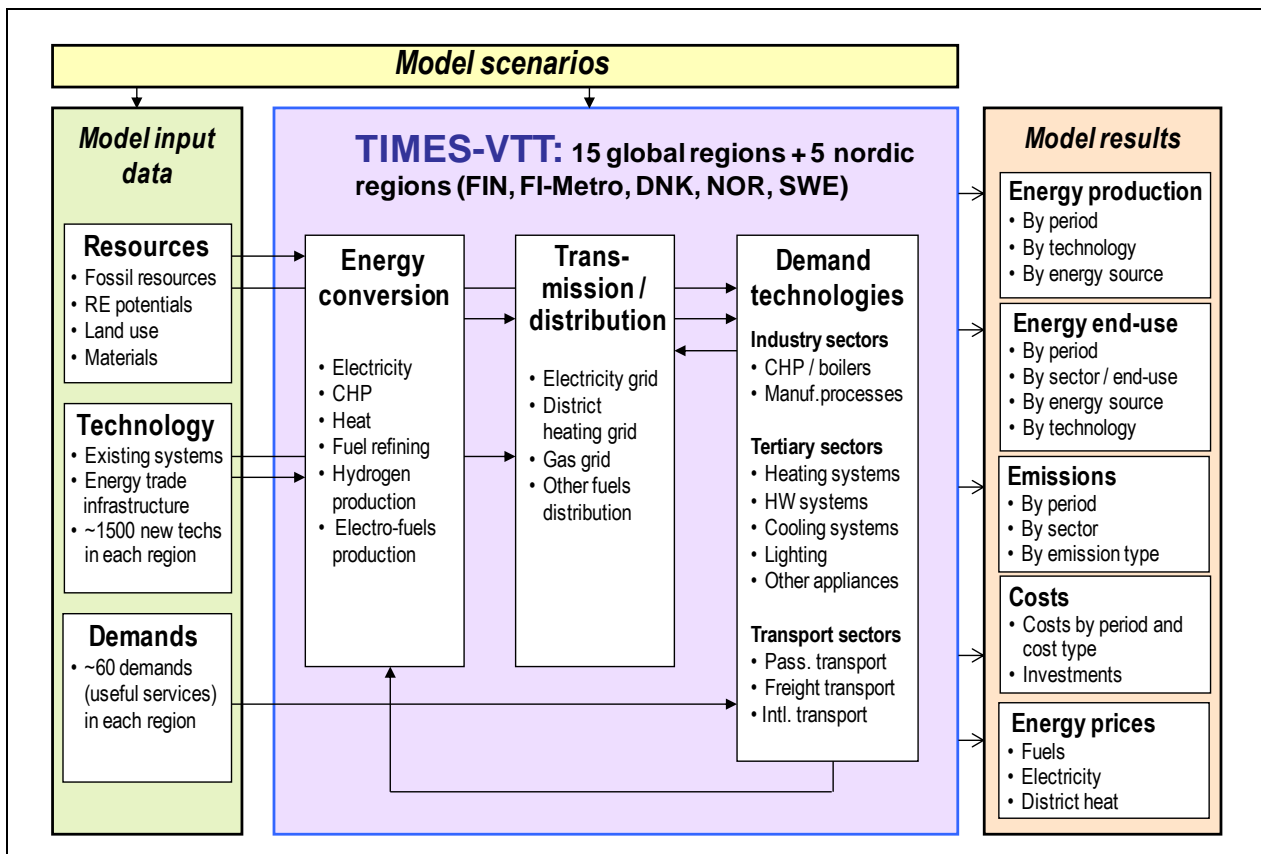 Model scenarios
Model input
data
Resources
• Fossil resources
• RE potentials
• Land use
• Materials
Technology
• Existing systems
• Energy trade
infrastructure
• ~1500 new techs
in each region
Demands
• ~60 demands
(useful services)
in each region
TIMES-VTT: 15 global regions + 5 nordic
regions (FIN, FI-Metro, DNK, NOR, SWE)
Energy
conversion
• Electricity
• CHP
• Heat
• Fuel refining
• Hydrogen
production
• Electro-fuels
production
Trans-
mission /
distribution
• Electricity grid
• District
heating grid
• Gas grid
• Other fuels
distribution
Demand
technologies
Industry sectors
• CHP / boilers
• Manuf.processes
Tertiary sectors
• Heating systems
• HW systems
• Cooling systems
• Lighting
• Other appliances
Transport sectors
• Pass. transport
• Freight transport
• Intl. transport
Model results
Energy production
• By period
• By technology
• By energy source
Energy end-use
• By period
• By sector / end-use
• By energy source
• By technology
Emissions
• By period
• By sector
• By emission type
Costs
• Costs by period and
cost type
• Investments
Energy prices
• Fuels
• Electricity
• District heat